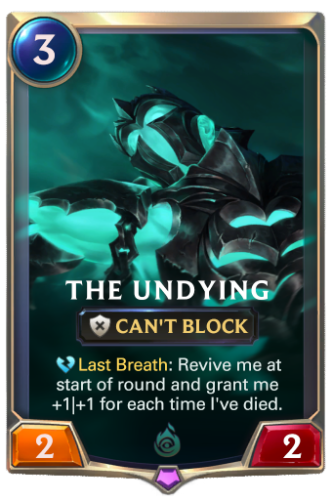 3
THE UNDYING
CAN'T BLOCK
Last Breath: Revive me at
start of round and grant me
+1|+1 for each time I've died.
2 2